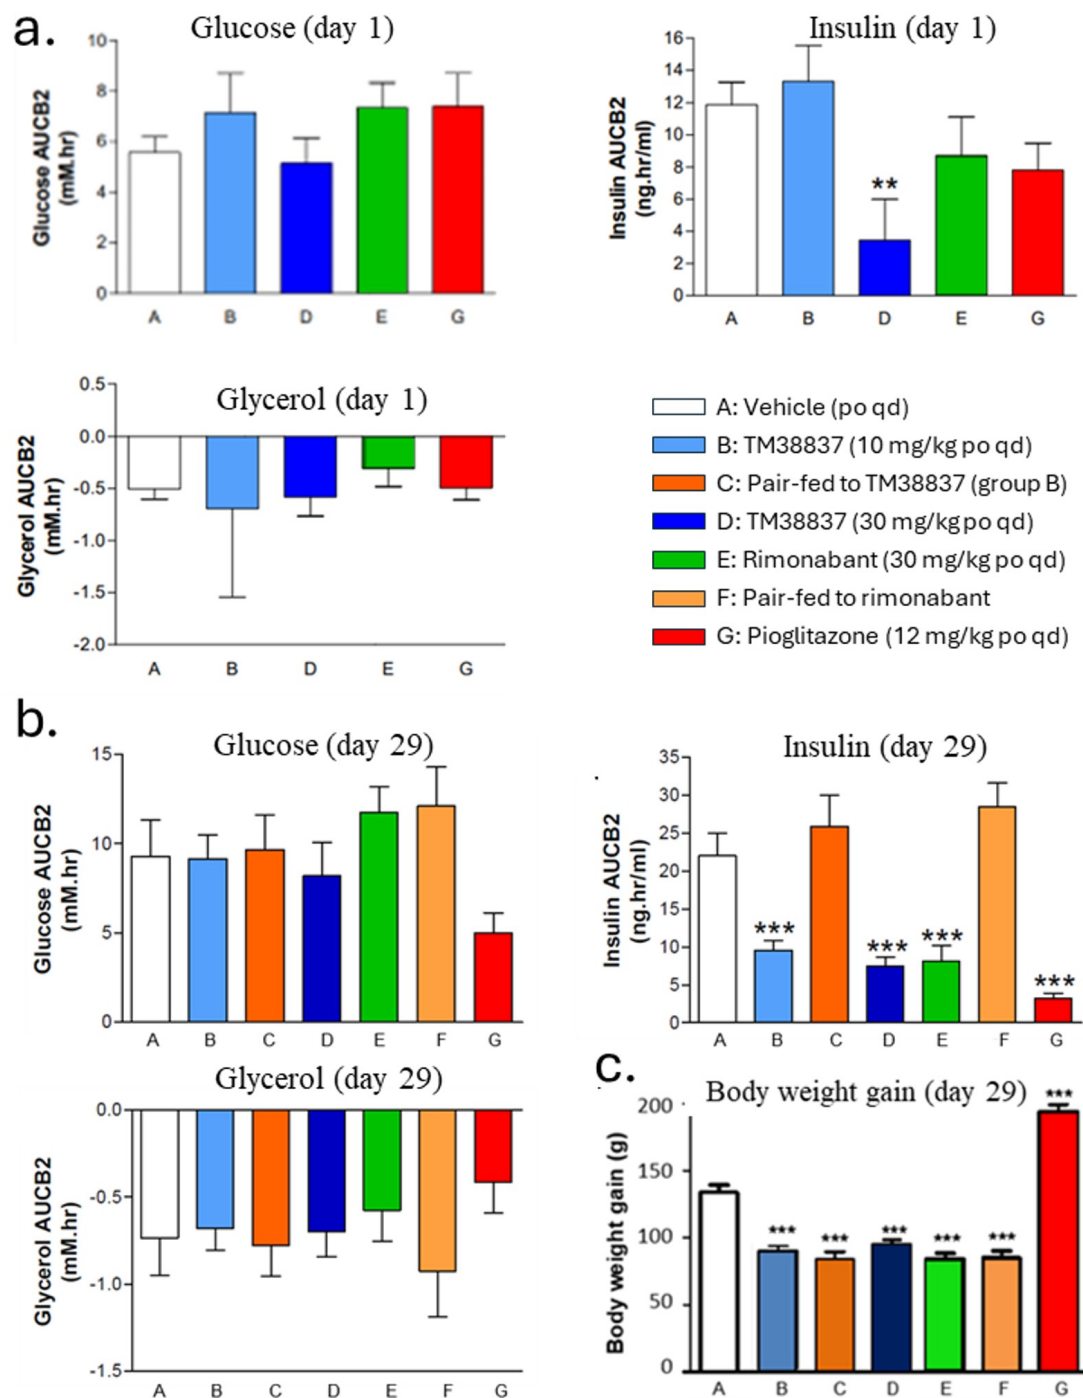 a.
Glucose (day 1)
Glucose AUCB2
(mM.hr)
10
8
6
4
2
0
A B D E G
Insulin (day 1)
Insulin AUCB2
(ng.hr/ml)
16
14
12
10
8
6
4
2
0
**
A B D E G
Glycerol (day 1)
Glycerol AUCB2
(mM.hr)
0.5
0.0
-0.5
-1.0
-1.5
-2.0
A B D E G
A: Vehicle (po qd)
B: TM38837 (10 mg/kg po qd)
C: Pair-fed to TM38837 (group B)
D: TM38837 (30 mg/kg po qd)
E: Rimonabant (30 mg/kg po qd)
F: Pair-fed to rimonabant
G: Pioglitazone (12 mg/kg po qd)
b.
Glucose (day 29)
Glucose AUCB2
(mM.hr)
15
10
5
0
A B C D E F G
Insulin (day 29)
Insulin AUCB2
(ng.hr/ml)
35
30
25
20
15
10
5
0
*** *** *** ***
A B C D E F G
Glycerol (day 29)
Glycerol AUCB2
(mM.hr)
0.0
-0.5
-1.0
-1.5
A B C D E F G
c.
Body weight gain (day 29)
Body weight gain (g)
200
150
100
50
0
*** *** *** *** *** ***
A B C D E F G